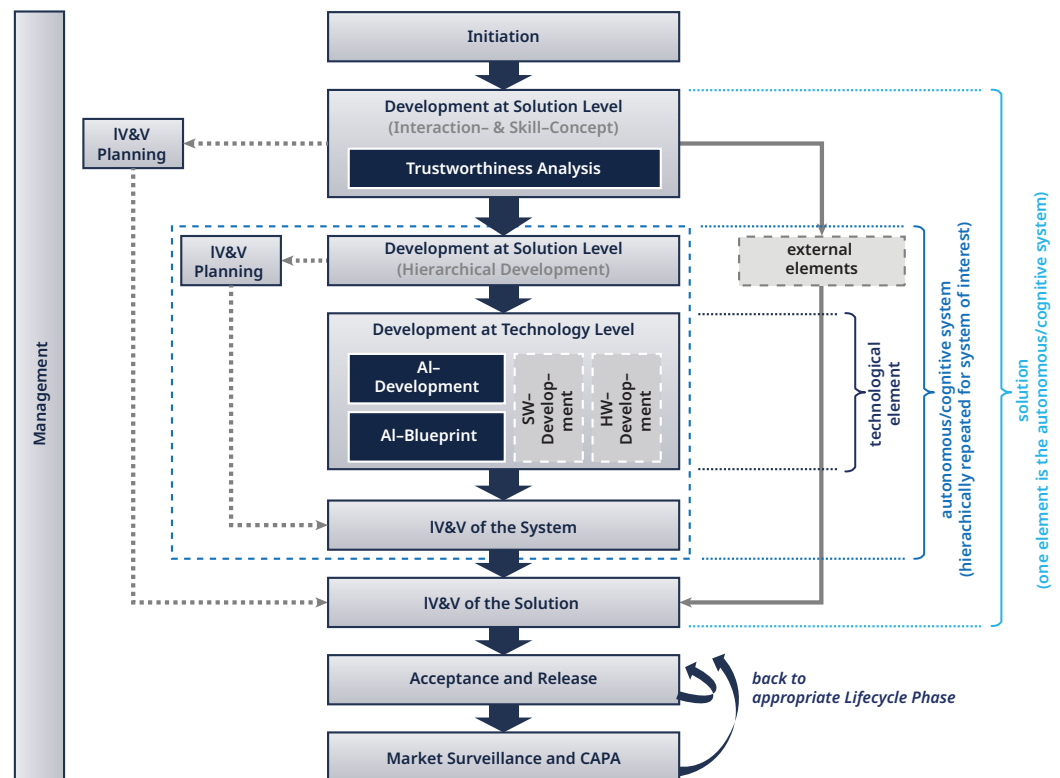 Initiation
Development at Solution Level
(Interaction– & Skill–Concept)
Trustworthiness Analysis
IV&V
Planning
Development at Solution Level
(Hierarchical Development)
IV&V
Planning
external
elements
Development at Technology Level
AI–
Development
AI–Blueprint
SW–
Develop–
ment
HW–
Develop–
ment
technological
element
autonomous/cognitive system
(hierachically repeated for system of interest)
solution
(one element is the autonomous/cognitive system)
Management
IV&V of the System
IV&V of the Solution
Acceptance and Release
back to
appropriate Lifecycle Phase
Market Surveillance and CAPA